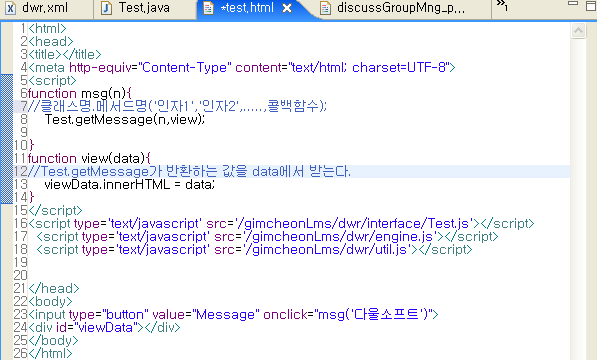 dwr.xml Test.java *test.html discussGroupMng_p... »1
1 <html>
2 <head>
3 <title></title>
4 <meta http-equiv="Content-Type" content="text/html; charset=UTF-8">
5 <script>
6 function msg(n){
7 //클래스명.메서드명('인자1','인자2',.....,콜백함수);
8 Test.getMessage(n,view);
9
10 }
11 function view(data){
12 //Test.getMessage가 반환하는 값을 data에서 받는다.
13 viewData.innerHTML = data;
14 }
15 </script>
16 <script type='text/javascript' src='/gimcheonLms/dwr/interface/Test.js'></script>
17 <script type='text/javascript' src='/gimcheonLms/dwr/engine.js'></script>
18 <script type='text/javascript' src='/gimcheonLms/dwr/util.js'></script>
19
20
21 </head>
22 <body>
23 <input type="button" value="Message" onclick="msg('다울소프트')">
24 <div id="viewData"></div>
25 </body>
26 </html>